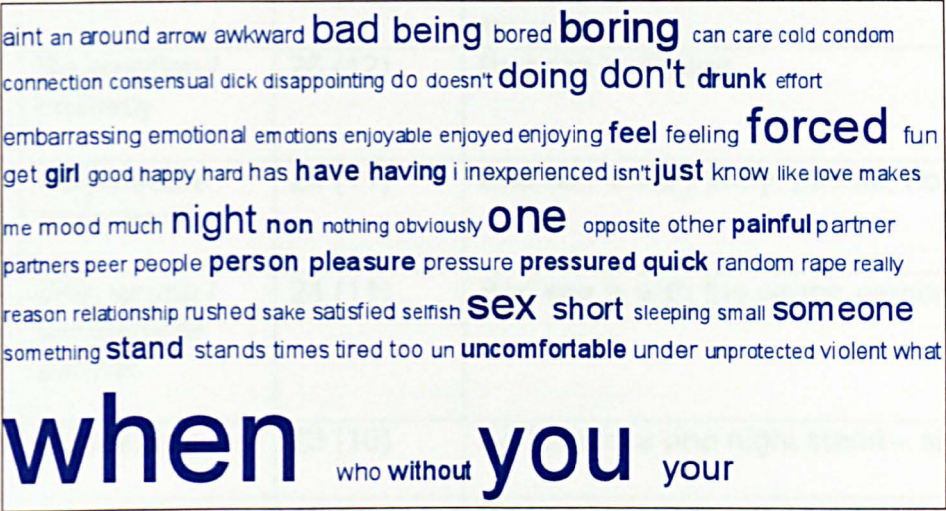 aint an around arrow awkward bad being bored boring can care cold condom
connection consensual dick disappointing do doesn't doing don't drunk effort
embarrassing emotional emotions enjoyable enjoyed enjoying feel feeling forced fun
get girl good happy hard has have having i inexperienced isn't just know like love makes
me mood much night non nothing obviously one opposite other painful partner
partners peer people person pleasure pressure pressured quick random rape really
reason relationship rushed sake satisfied selfish sex short sleeping small someone
something stand stands times tired too un uncomfortable under unprotected violent what
when who without you your